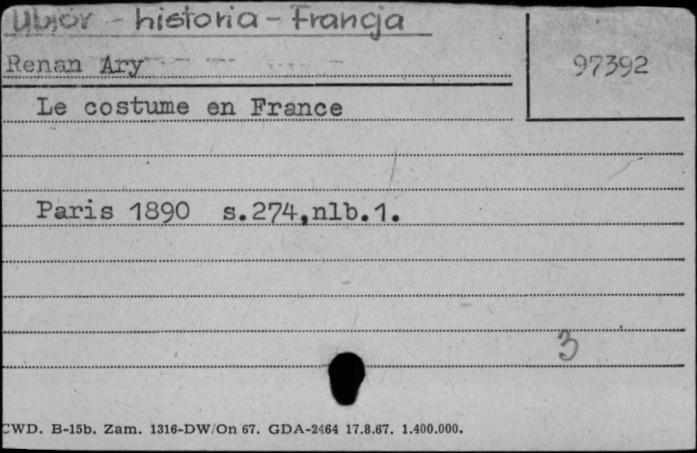 Ubiór - historia - Francja
Renan Ary
97392
Le costume en France
Paris 1890 s.274,nlb.1.
3
CWD. B-15b. Zam. 1316-DW/On 67. GDA-2464 17.8.67. 1.400.000.